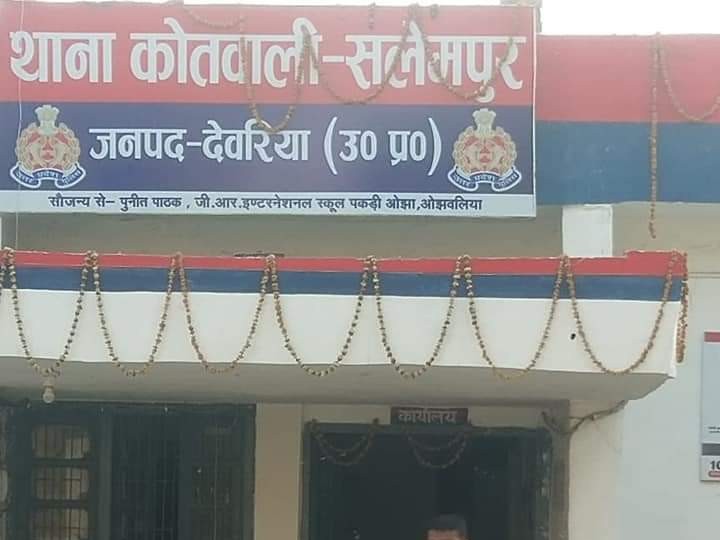 थाना कोतवाली-सलेमपुर
जनपद-देवरिया (उ0 प्र0)
सौजन्य से- पुनीत पाठक , जी.आर.इण्टरनेशनल स्कूल पकड़ी ओझा,ओझवलिया
कार्यालय